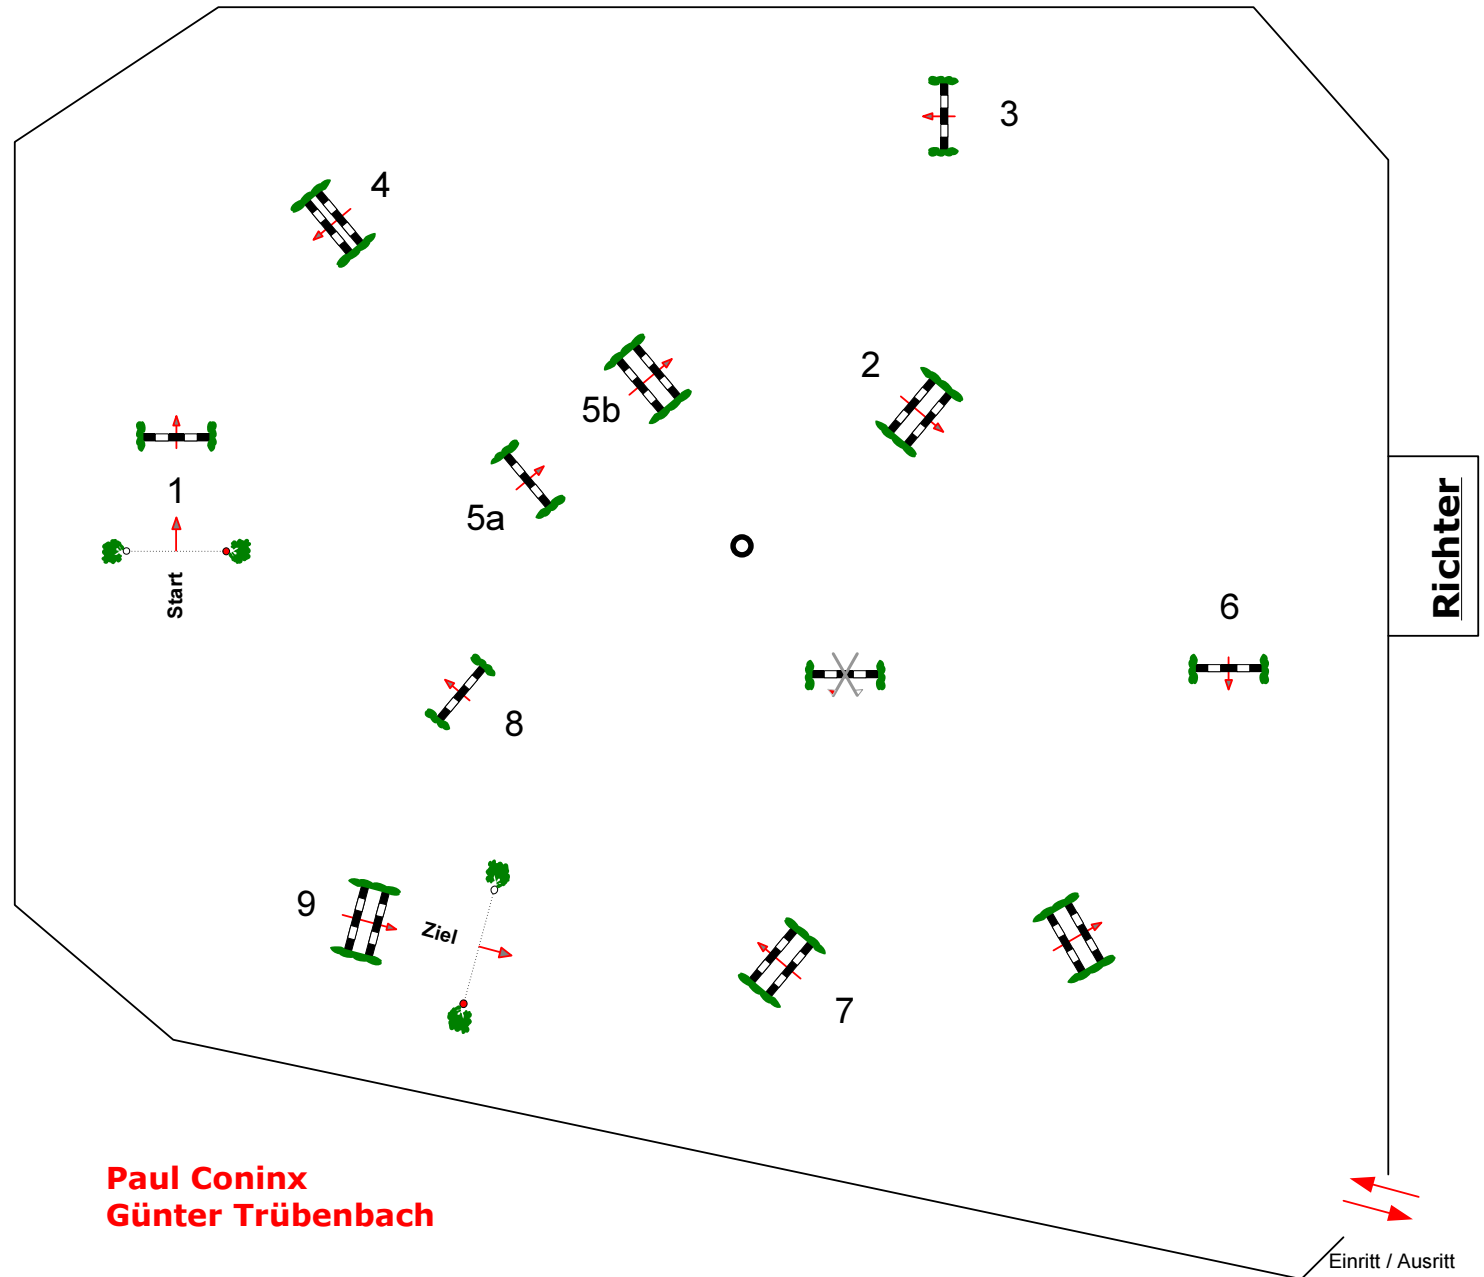 3
4
2
5b
1
5a
Richter
Start
6
8
9
Ziel
7
Paul Coninx
Günter Trübenbach
Einritt / Ausritt